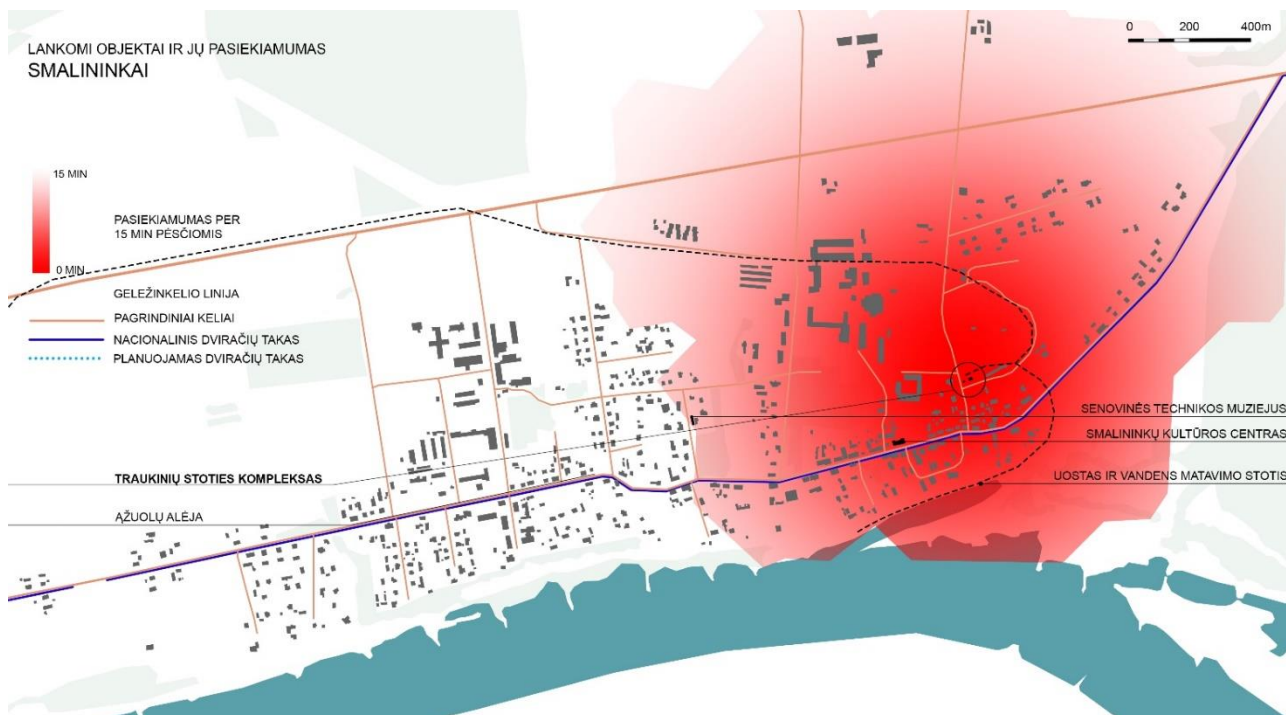 LANKOMI OBJEKTAI IR JŲ PASIEKIAMUMAS
SMALININKAI
0 200 400m
15 MIN
PASIEKIAMUMAS PER
15 MIN PĖSČIOMIS
0 MIN
GELEŽINKELIO LINIJA
PAGRINDINIAI KELIAI
NACIONALINIS DVIRAČIŲ TAKAS
PLANUOJAMAS DVIRAČIŲ TAKAS
SENOVINĖS TECHNIKOS MUZIEJUS
SMALININKŲ KULTŪROS CENTRAS
UOSTAS IR VANDENS MATAVIMO STOTIS
TRAUKINIŲ STOTIES KOMPLEKSAS
ĄŽUOLŲ ALĖJA